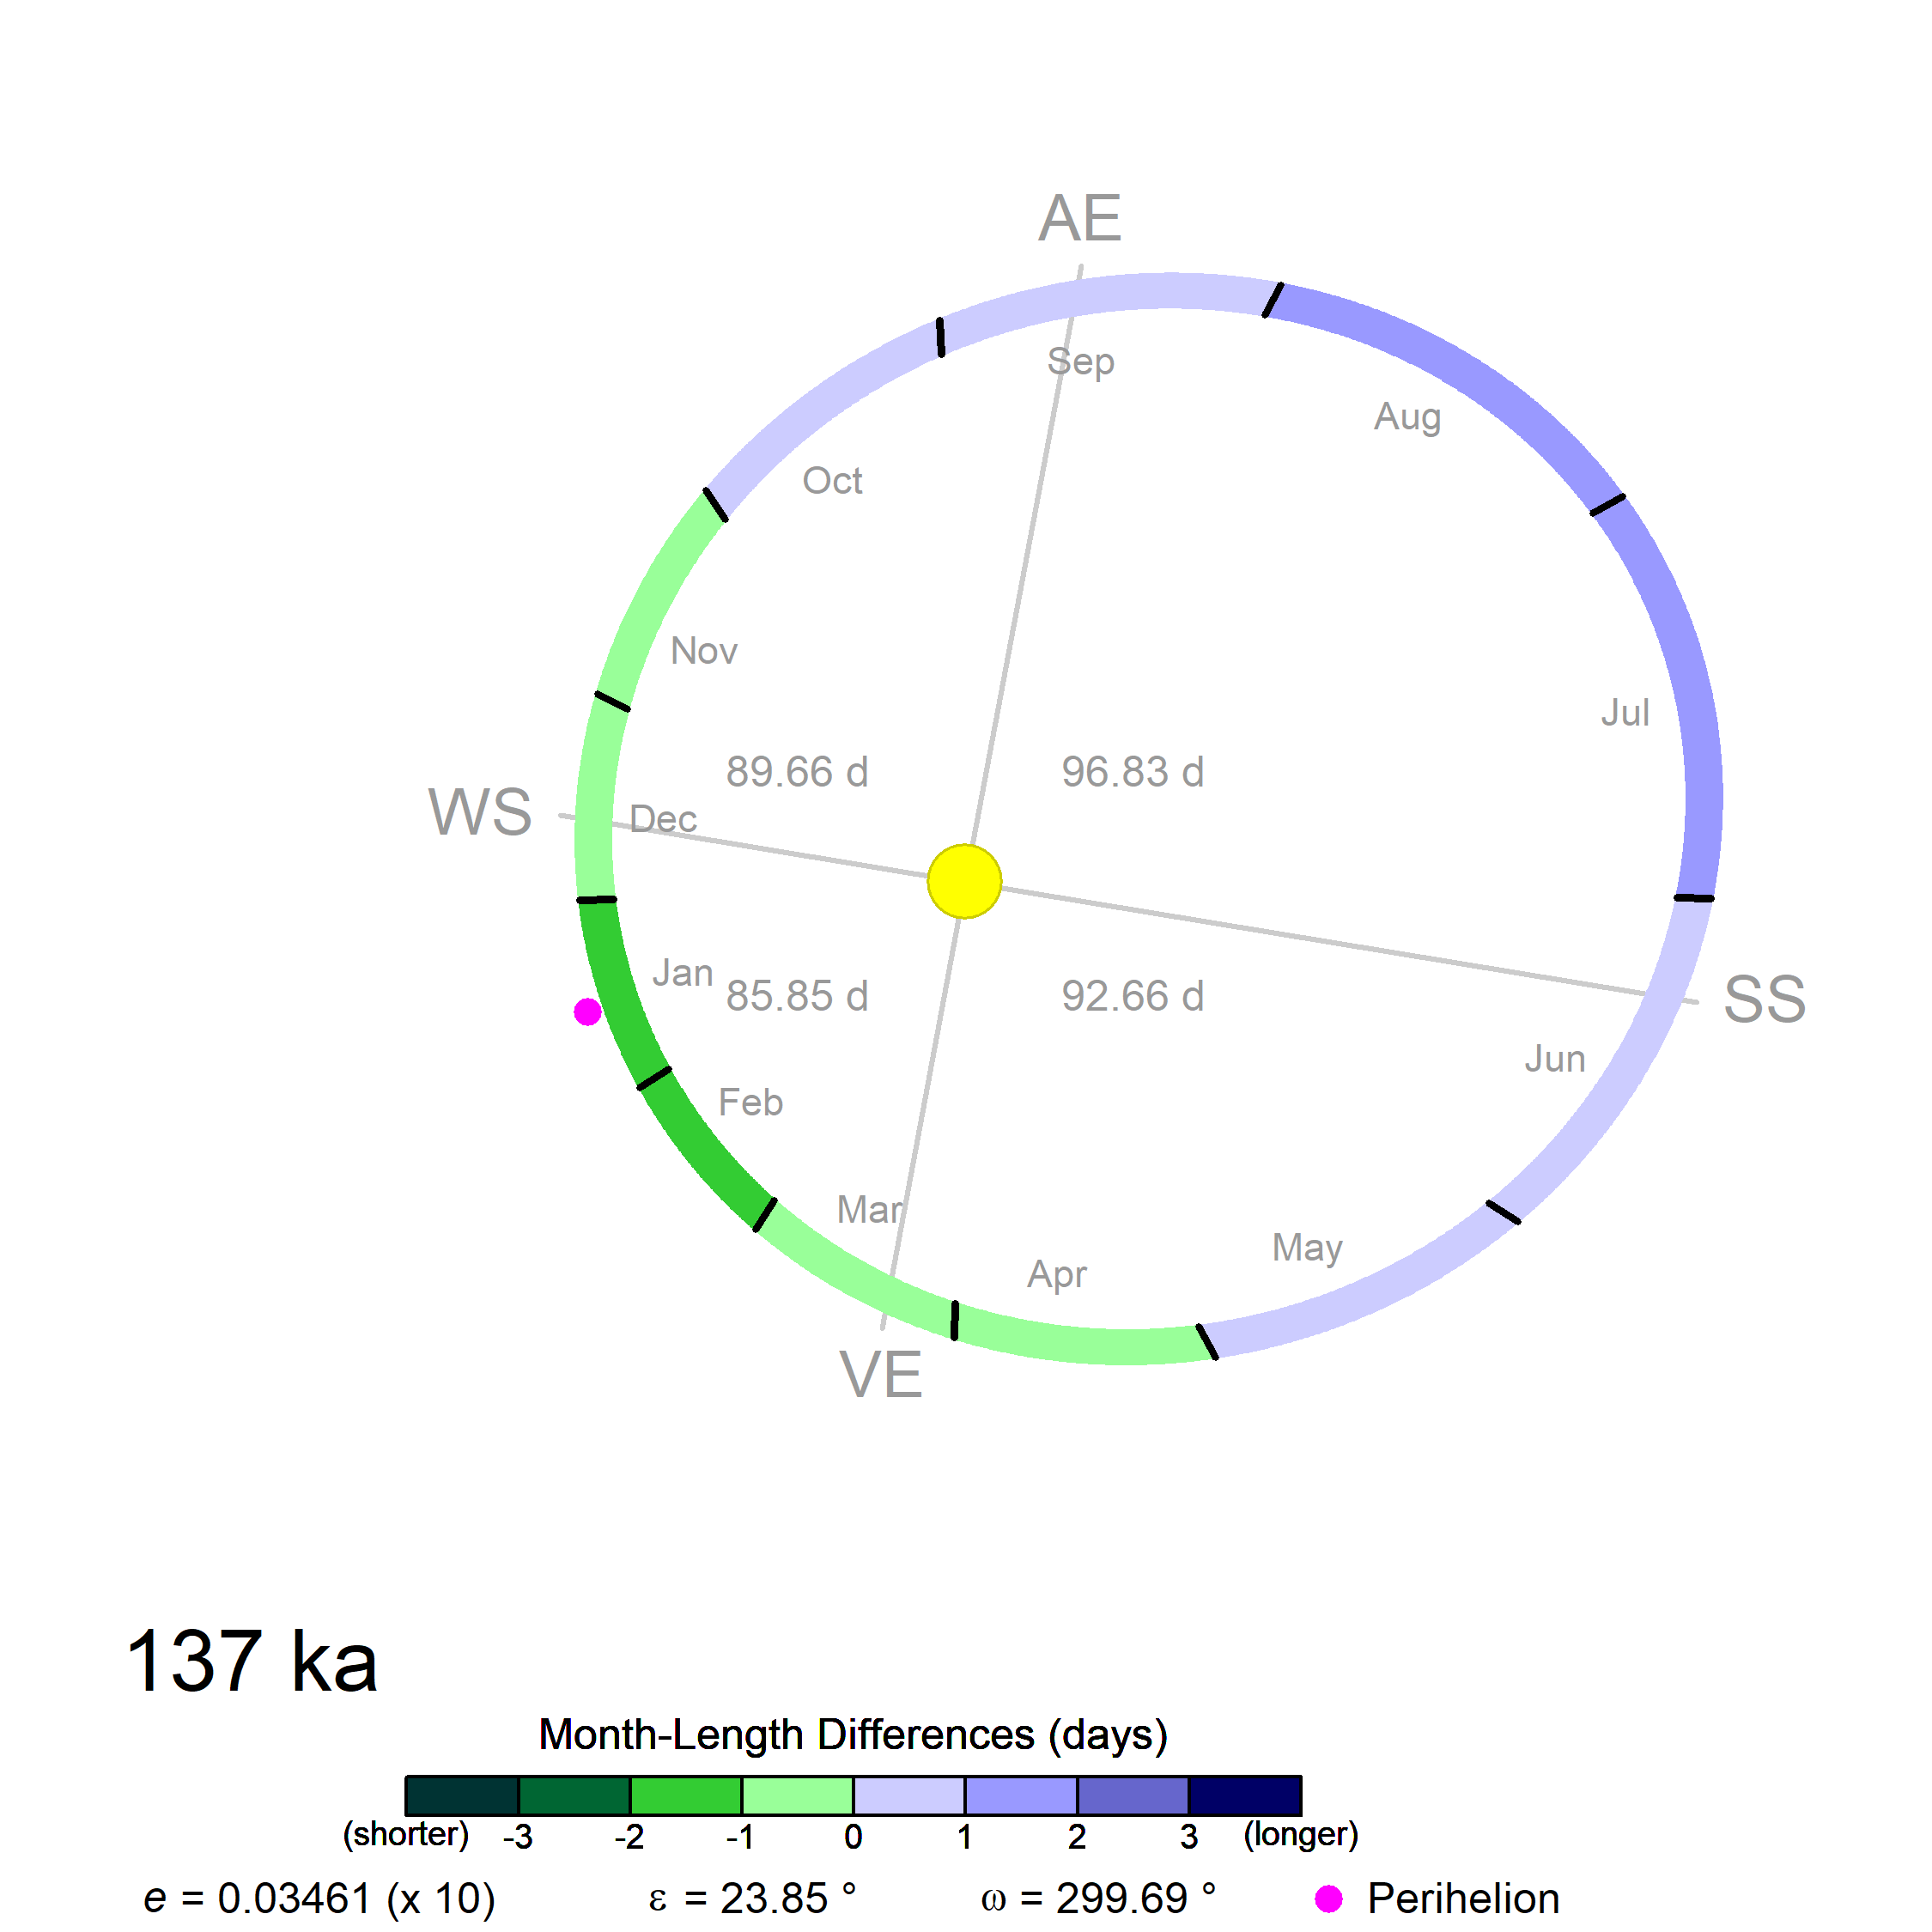 AE
Sep
Aug
Oct
Nov
Jul
89.66 d
96.83 d
WS
Dec
Jan
85.85 d
92.66 d
SS
Jun
Feb
Mar
May
Apr
VE
137 ka
Month-Length Differences (days)
(shorter) -3 -2 -1 0 1 2 3 (longer)
e = 0.03461 (x 10) ε = 23.85 ° ω = 299.69 ° Perihelion